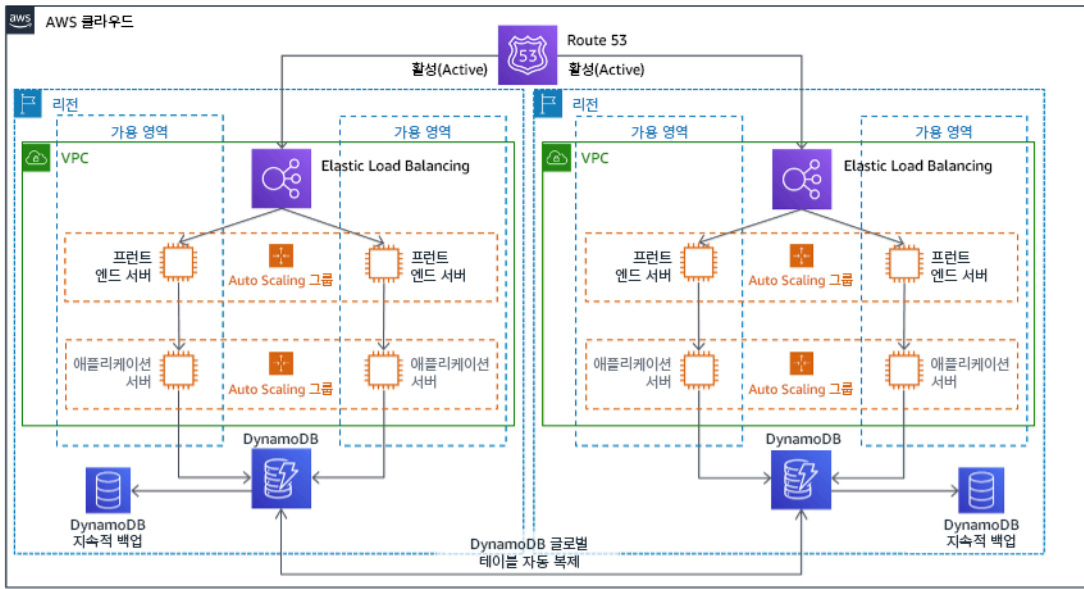 aws
AWS 클라우드
53
Route 53
활성(Active)
활성(Active)
리전
가용 영역
가용 영역
VPC
Elastic Load Balancing
프런트
엔드 서버
Auto Scaling 그룹
프런트
엔드 서버
애플리케이션
서버
Auto Scaling 그룹
애플리케이션
서버
DynamoDB
DynamoDB
지속적 백업
리전
가용 영역
가용 영역
VPC
Elastic Load Balancing
프런트
엔드 서버
Auto Scaling 그룹
프런트
엔드 서버
애플리케이션
서버
Auto Scaling 그룹
애플리케이션
서버
DynamoDB
DynamoDB
지속적 백업
DynamoDB 글로벌
테이블 자동 복제